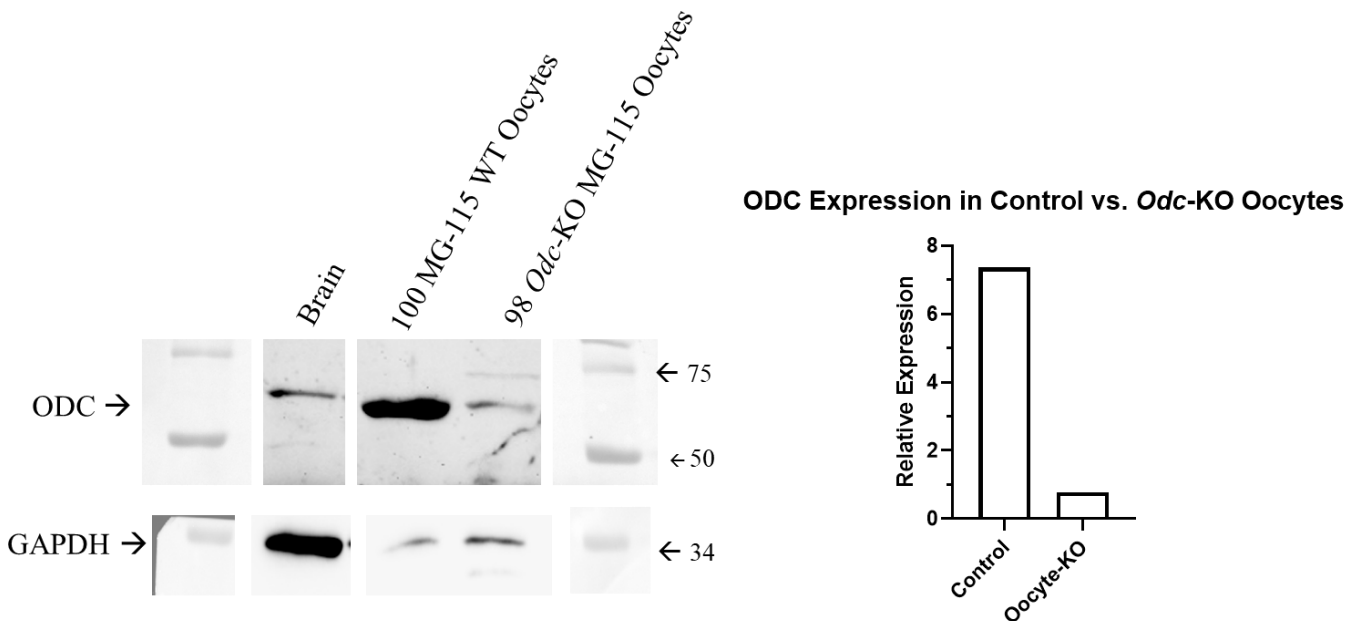 Brain
100 MG-115 WT Oocytes
98 Odc-KO MG-115 Oocytes
ODC →
← 75
← 50
GAPDH →
← 34
ODC Expression in Control vs. Odc-KO Oocytes
Relative Expression
8
6
4
2
0
Control
Oocyte-KO